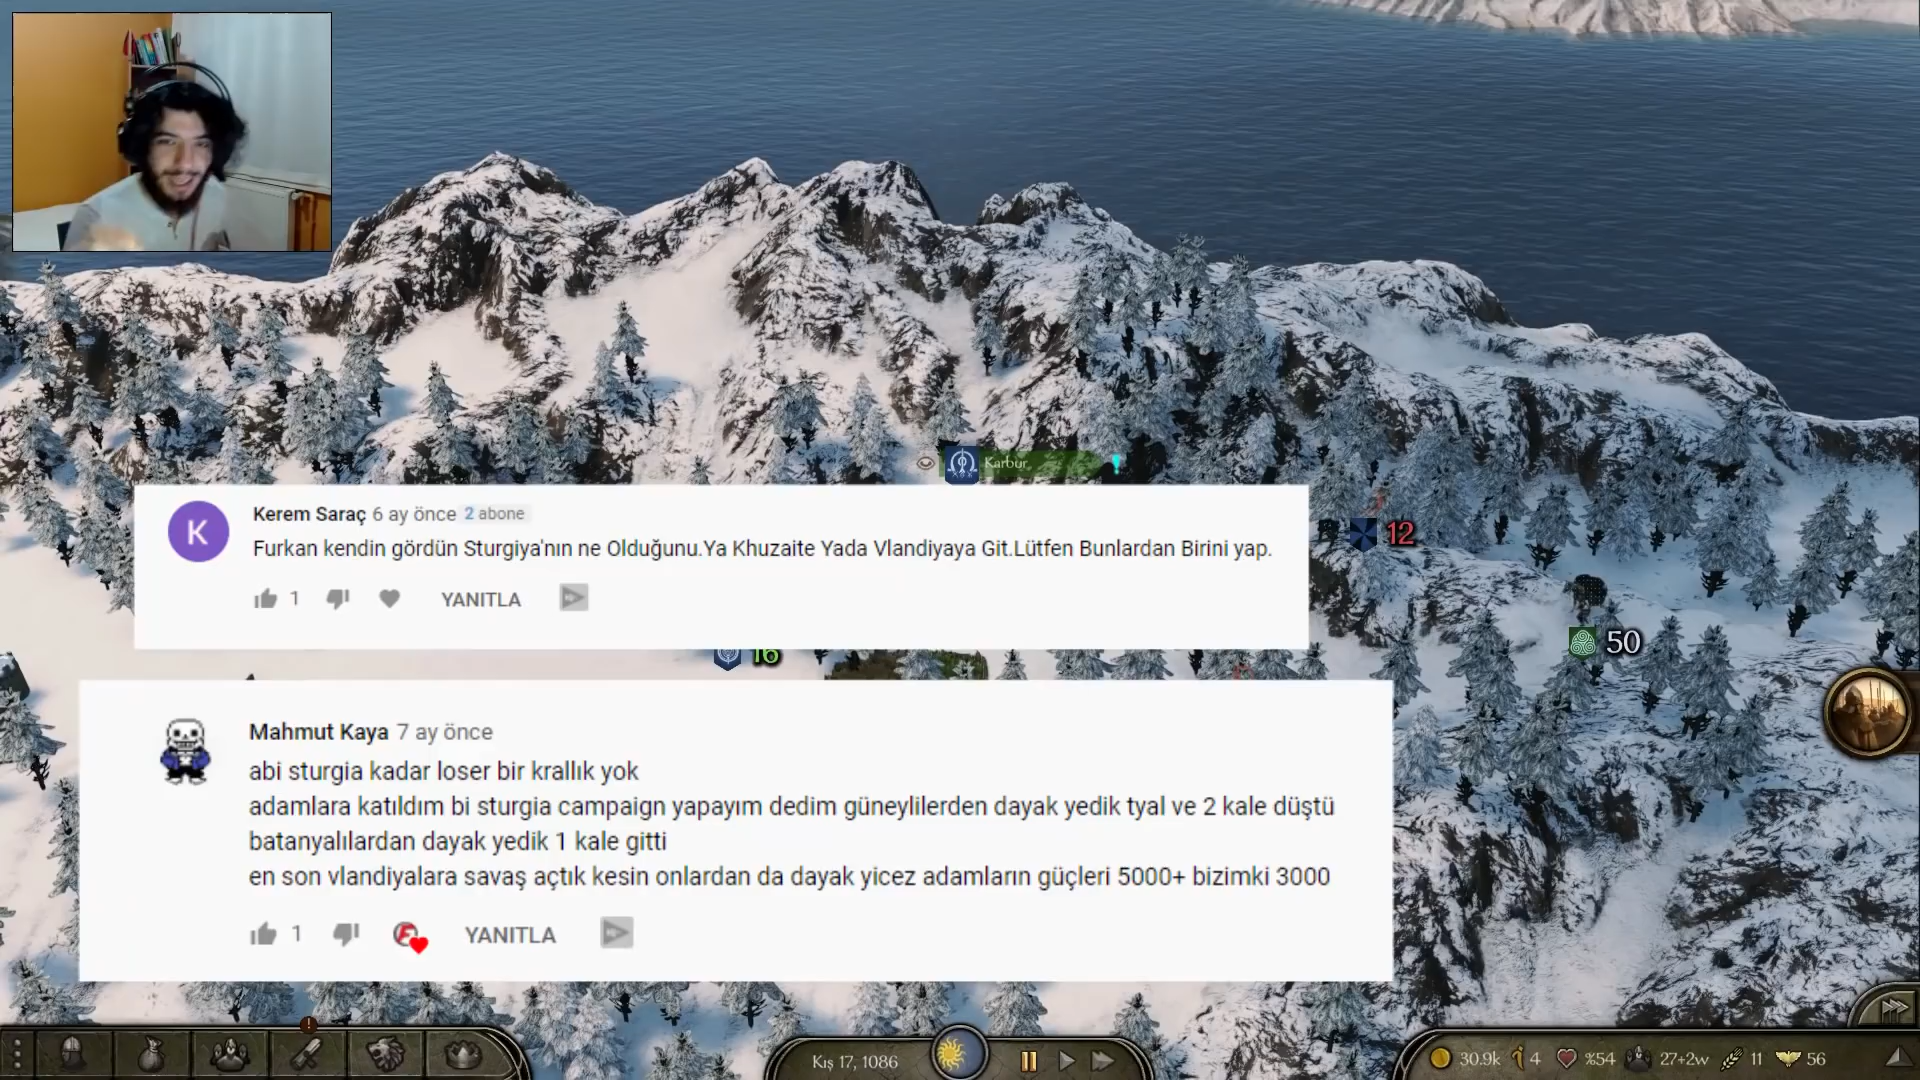 Karbur
12
Kerem Saraç 6 ay önce 2 abone
Furkan kendin gördün Sturgiya'nın ne Olduğunu.Ya Khuzaite Yada Vlandiyaya Git.Lütfen Bunlardan Birini yap.
1 YANITLA
50
16
Mahmut Kaya 7 ay önce
abi sturgia kadar loser bir krallık yok
adamlara katıldım bi sturgia campaign yapayım dedim güneylilerden dayak yedik tyal ve 2 kale düştü
batanyalılardan dayak yedik 1 kale gitti
en son vlandiyalara savaş açtık kesin onlardan da dayak yicez adamların güçleri 5000+ bizimki 3000
1 YANITLA
Kış 17, 1086
30.9k 4 %54 27+2w 11 56